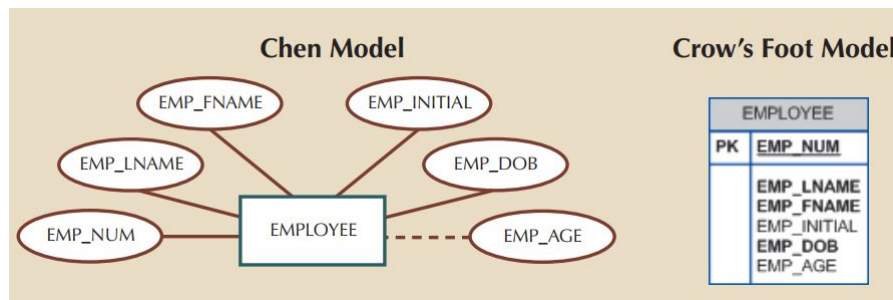 Chen Model
Crow's Foot Model
EMP_FNAME
EMP_INITIAL
EMP_LNAME
EMP_DOB
EMP_NUM
EMPLOYEE
EMP_AGE
EMPLOYEE
PK EMP_NUM
EMP_LNAME
EMP_FNAME
EMP_INITIAL
EMP_DOB
EMP_AGE